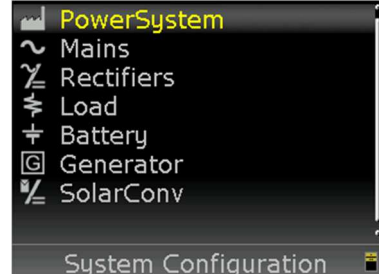 PowerSystem
Mains
Rectifiers
Load
Battery
G Generator
SolarConv
System Configuration